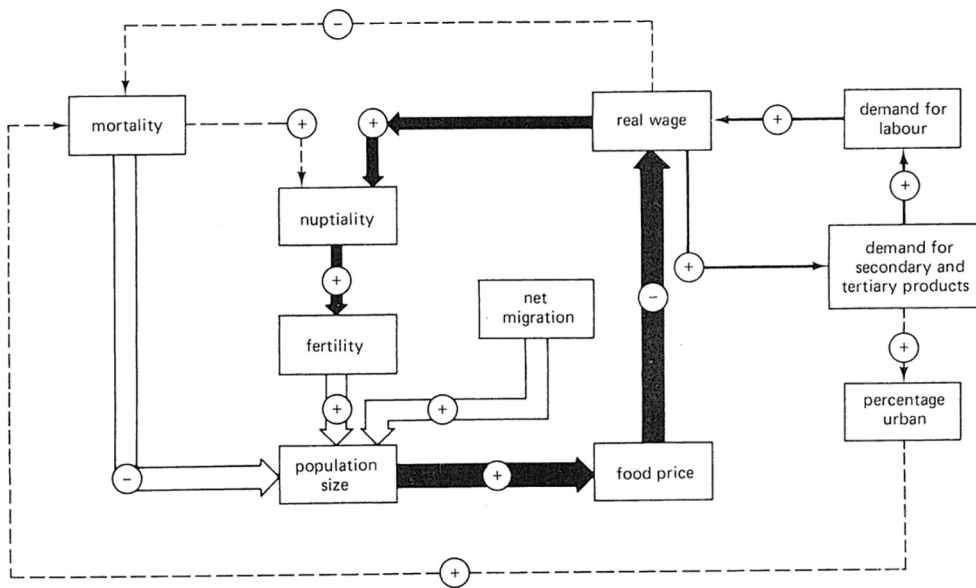 −
mortality
+
+
real wage
+
demand for
labour
+
nuptiality
+
demand for
secondary and
tertiary products
+
net
migration
−
+
fertility
+
percentage
urban
+
+
−
population
size
+
food price
+